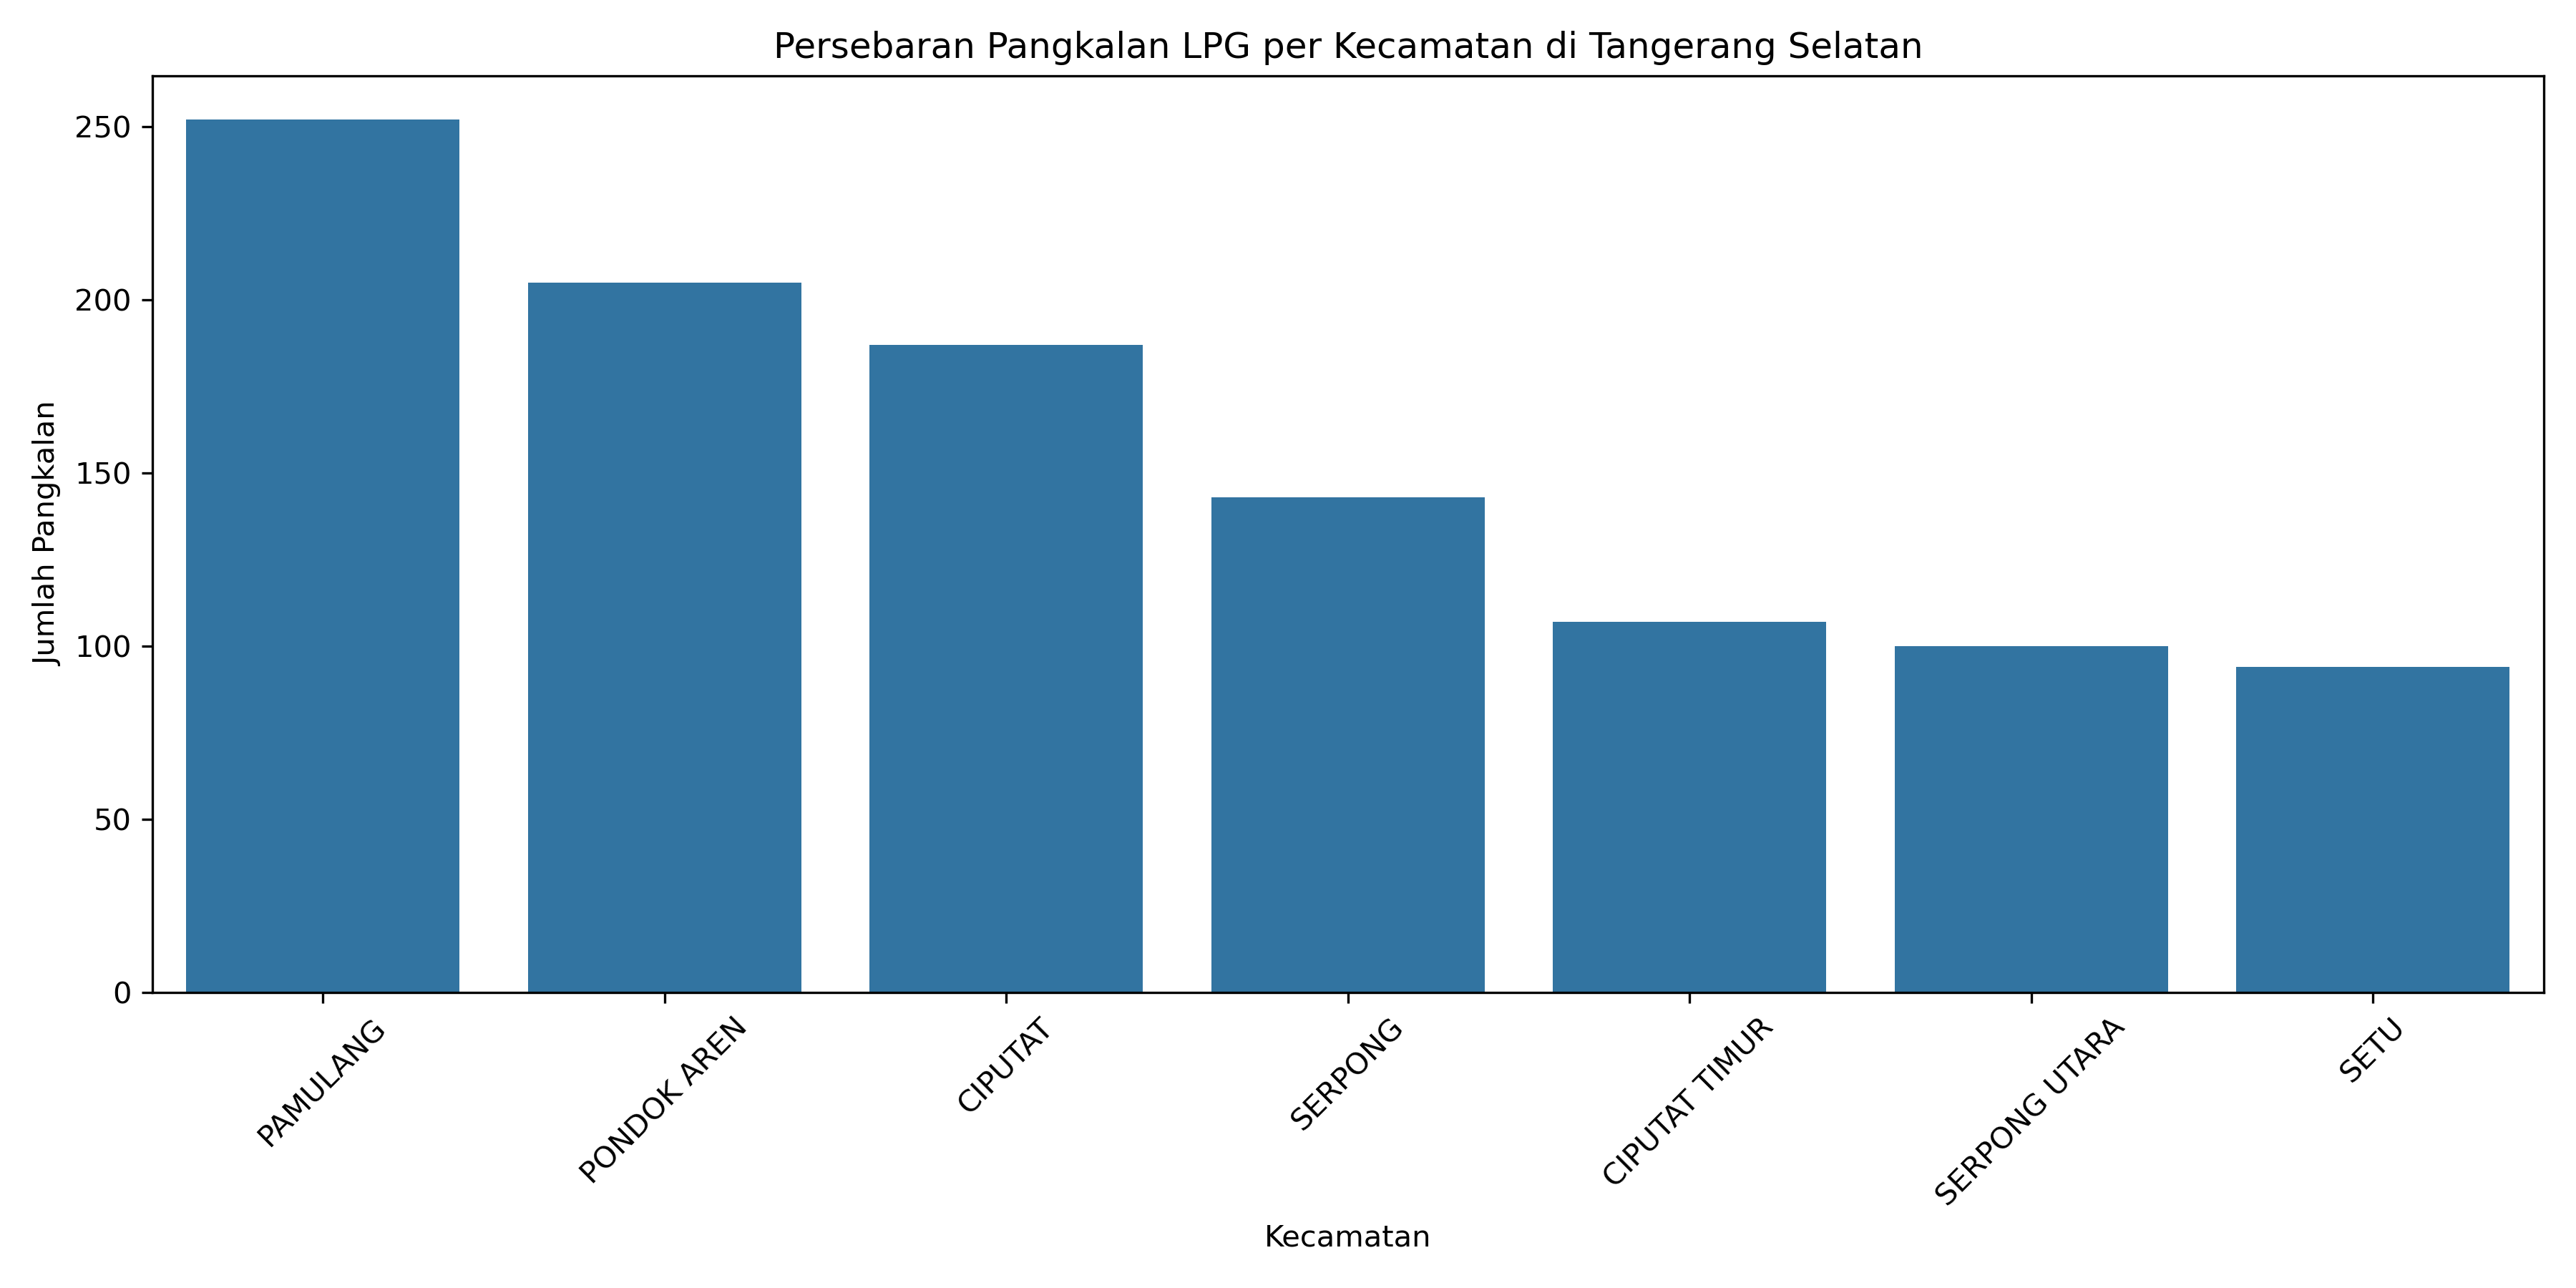 Persebaran Pangkalan LPG per Kecamatan di Tangerang Selatan
Jumlah Pangkalan
250
200
150
100
50
0
PAMULANG
PONDOK AREN
CIPUTAT
SERPONG
CIPUTAT TIMUR
SERPONG UTARA
SETU
Kecamatan